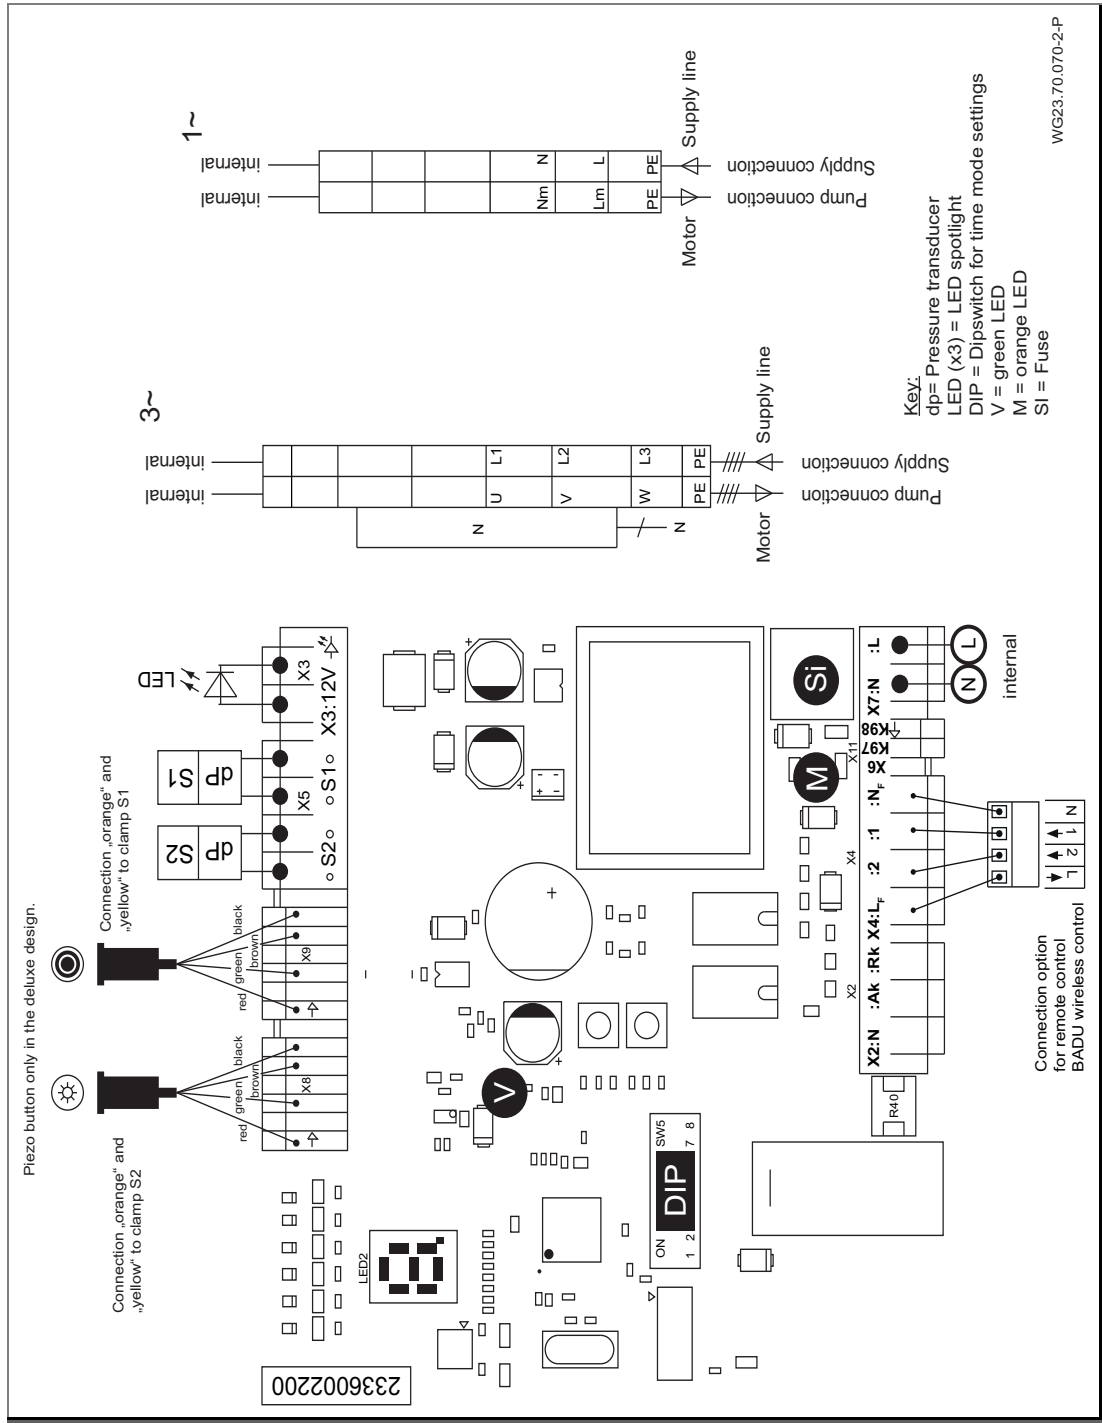 Piezo button only in the deluxe design.
Connection „orange“ and
„yellow“ to clamp S2
Connection „orange“ and
„yellow“ to clamp S1
red
green
brown
black
red
green
brown
black
X8
X9
S2
dP
S1
dP
LED
S2
S1
X5
X3:12V
X3
23360002200
LED2
ON
DIP
SW5
1 2
7 8
V
M
Si
R40
X2:N
:Ak
:Rk
X4:LF
:2
:1
:NF
X6
K97
K98
X7:N
:L
X2
X4
X11
N
L
internal
L
2
1
N
Connection option
for remote control
BADU wireless control
3~
internal
internal
N
N
U
V
W
PE
L1
L2
L3
PE
Motor
Supply line
Pump connection
Supply connection
1~
internal
internal
Nm
Lm
PE
N
L
PE
Motor
Supply line
Pump connection
Supply connection
Key:
dp= Pressure transducer
LED (x3) = LED spotlight
DIP = Dipswitch for time mode settings
V = green LED
M = orange LED
SI = Fuse
WG23.70.070-2-P